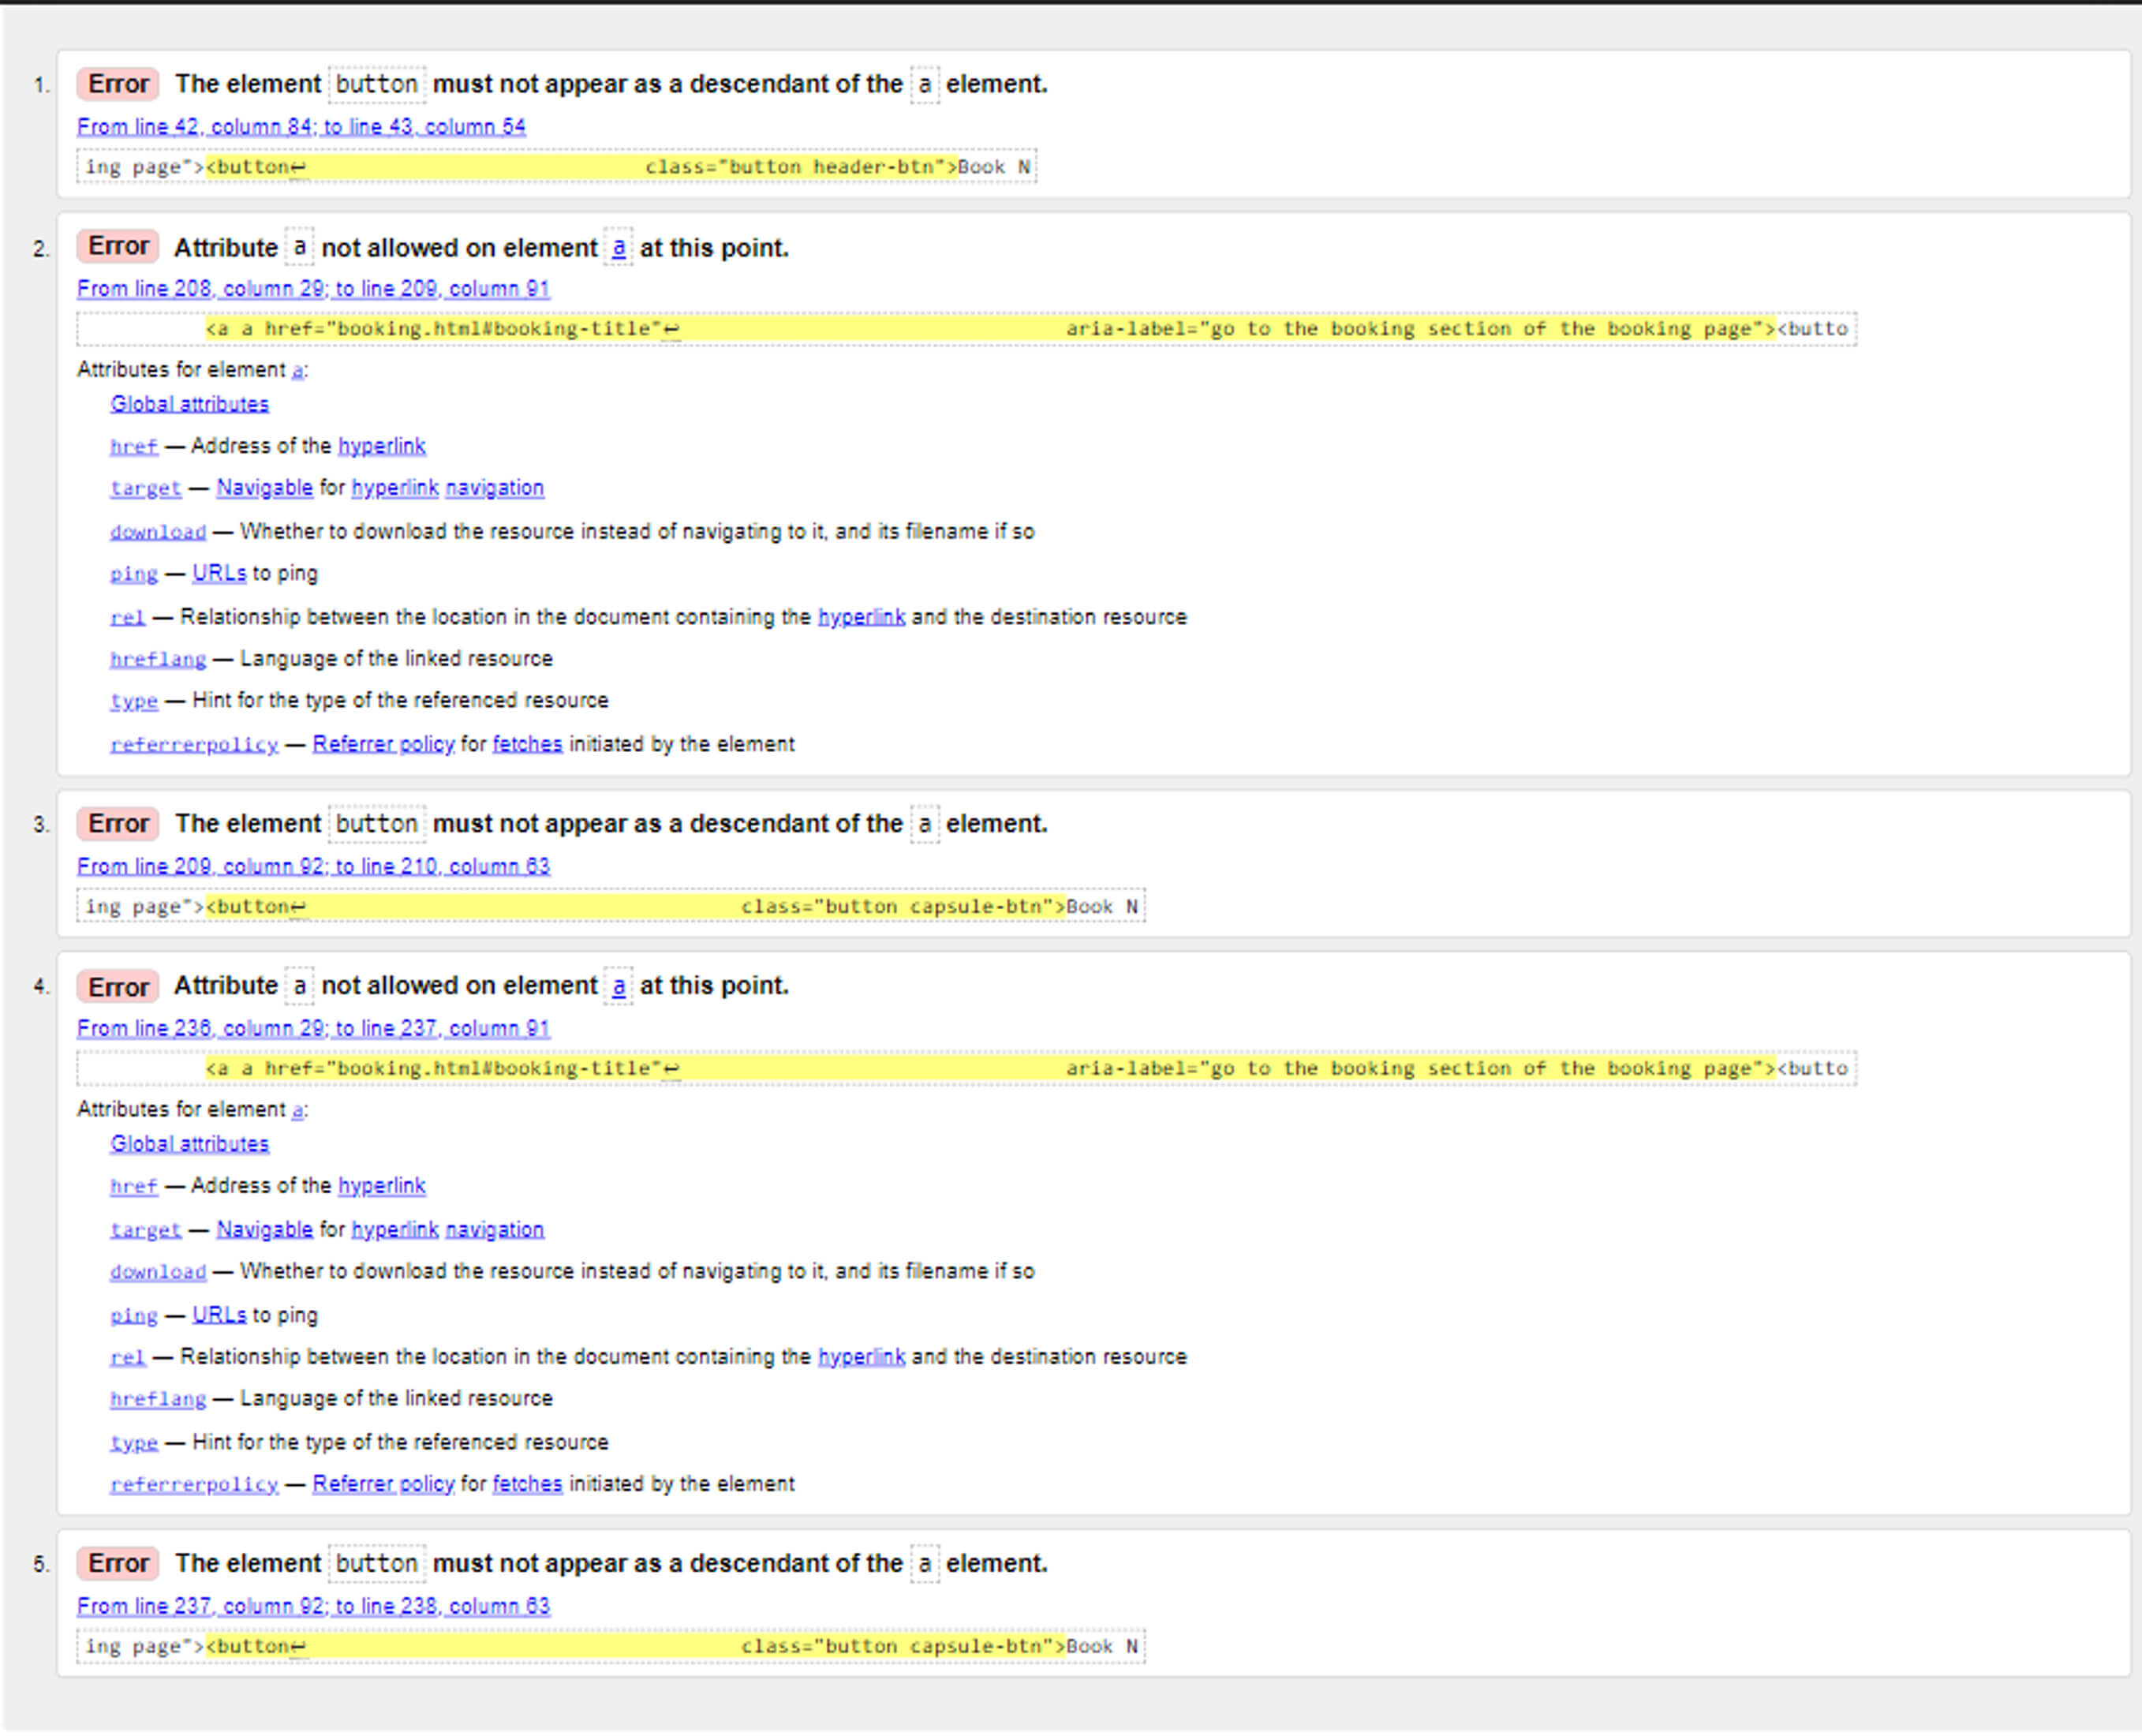 1. Error The element button must not appear as a descendant of the a element.
From line 42, column 84; to line 43, column 54
ing page"><button↩ class="button header-btn">Book N
2. Error Attribute a not allowed on element a at this point.
From line 208, column 29; to line 209, column 91
<a a href="booking.html#booking-title"↩ aria-label="go to the booking section of the booking page"><butto
Attributes for element a:
Global attributes
href — Address of the hyperlink
target — Navigable for hyperlink navigation
download — Whether to download the resource instead of navigating to it, and its filename if so
ping — URLs to ping
rel — Relationship between the location in the document containing the hyperlink and the destination resource
hreflang — Language of the linked resource
type — Hint for the type of the referenced resource
referrerpolicy — Referrer policy for fetches initiated by the element
3. Error The element button must not appear as a descendant of the a element.
From line 209, column 92; to line 210, column 63
ing page"><button↩ class="button capsule-btn">Book N
4. Error Attribute a not allowed on element a at this point.
From line 236, column 29; to line 237, column 91
<a a href="booking.html#booking-title"↩ aria-label="go to the booking section of the booking page"><butto
Attributes for element a:
Global attributes
href — Address of the hyperlink
target — Navigable for hyperlink navigation
download — Whether to download the resource instead of navigating to it, and its filename if so
ping — URLs to ping
rel — Relationship between the location in the document containing the hyperlink and the destination resource
hreflang — Language of the linked resource
type — Hint for the type of the referenced resource
referrerpolicy — Referrer policy for fetches initiated by the element
5. Error The element button must not appear as a descendant of the a element.
From line 237, column 92; to line 238, column 63
ing page"><button↩ class="button capsule-btn">Book N